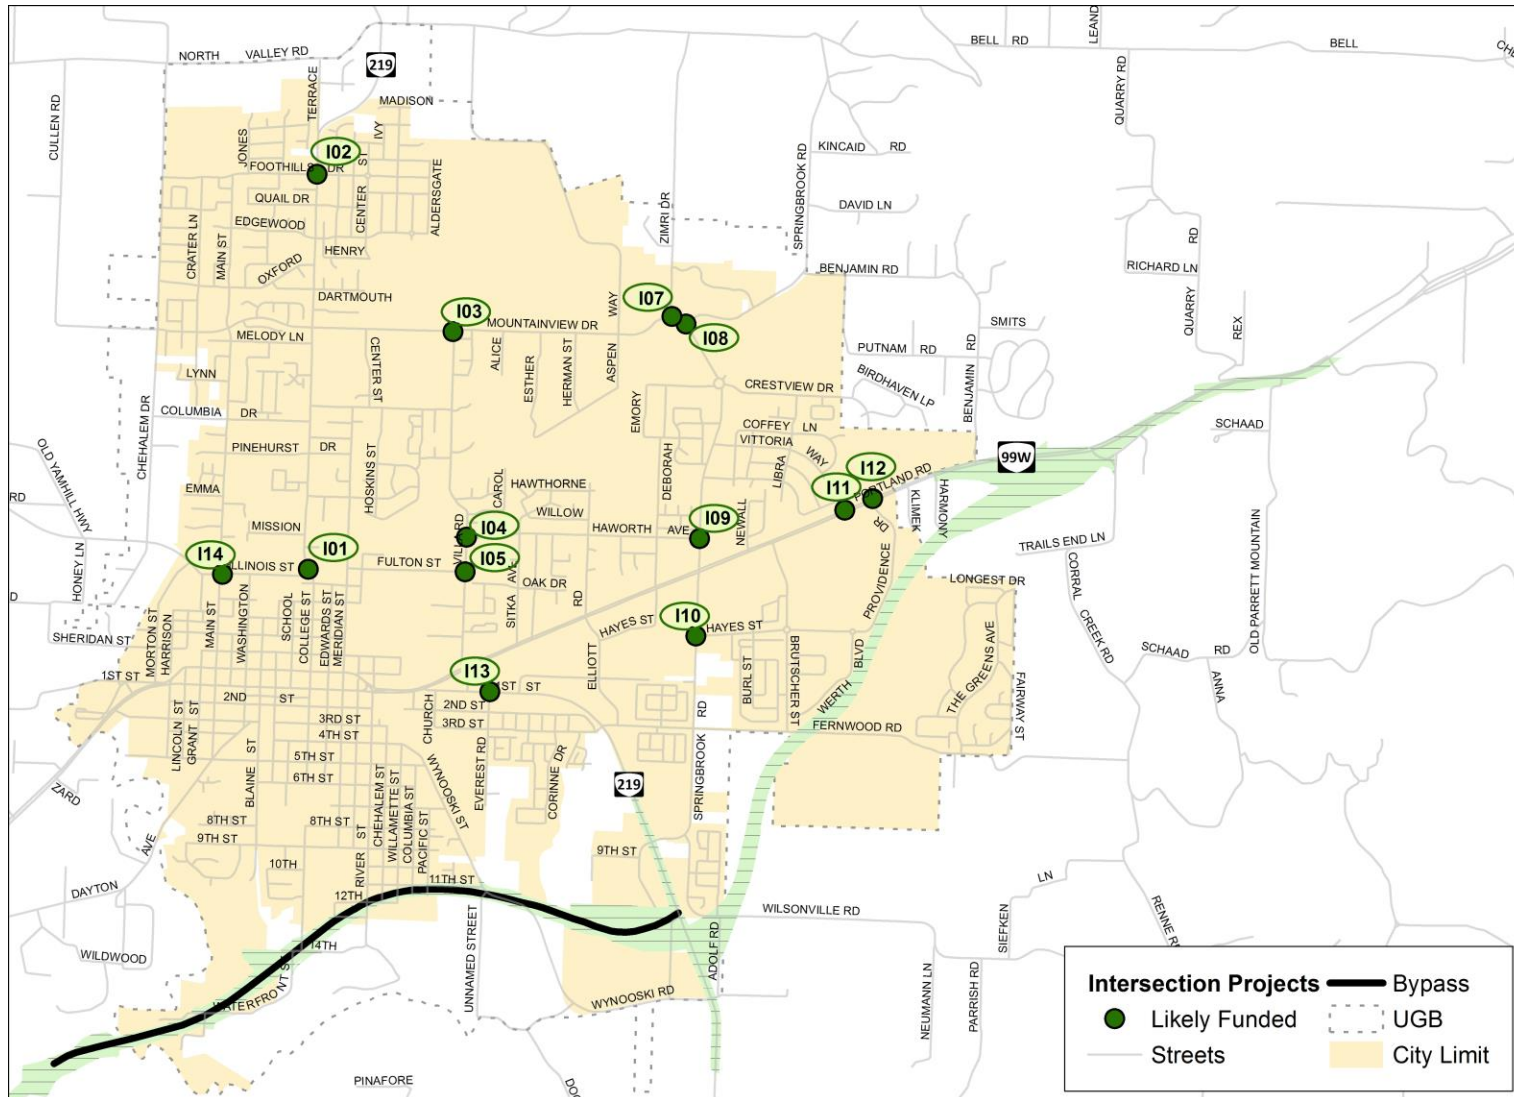 NORTH VALLEY RD
219
BELL RD
LEAND
BELL
CULLEN RD
TERRACE
MADISON
IVY
QUARRY RD
JONES
I02
FOOTHILLS DR
ST
CENTER
ALDERSGATE
KINCAID RD
SPRINGBROOK RD
QUAIL DR
EDGEWOOD
DAVID LN
ZIMRI DR
CRATER LN
MAIN ST
HENRY
OXFORD
BENJAMIN RD
RICHARD LN
QUARRY RD
DARTMOUTH
I03
I07
I08
MOUNTAINVIEW DR
ASPEN WAY
SMITS
REX
MELODY LN
CENTER ST
ALICE
ESTHER
HERMAN ST
PUTNAM RD
BIRDHAVEN LP
BENJAMIN RD
LYNN
CRESTVIEW DR
CHEHALEM DR
COLUMBIA DR
EMORY
COFFEY LN
VITTORIA WAY
SCHAAD
OLD YAMHILL HWY
PINEHURST DR
HOSKINS ST
DEBORAH
LIBRA
99W
I11
I12
PORTLAND RD
RD
EMMA
CAROL
HAWTHORNE
WILLOW
KLIMEK
HARMONY
MISSION
VILLA RD
I04
HAWORTH AVE
I09
NEWALL
DR
TRAILS END LN
HONEY LN
I14
ILLINOIS ST
I01
FULTON ST
I05
SITKA AVE
OAK DR
RD
PROVIDENCE
LONGEST DR
CORRAL CREEK RD
OLD PARRETT MOUNTAIN
D
SHERIDAN ST
MORTON ST
HARRISON
MAIN ST
WASHINGTON
SCHOOL
COLLEGE ST
EDWARDS ST
MERIDIAN ST
HAYES ST
I10
HAYES ST
BURL ST
BRUTSCHER ST
WERTH BLVD
THE GREENS AVE
FAIRWAY ST
SCHAAD RD
ANNA
1ST ST
I13
1ST ST
ELLIOTT
2ND ST
2ND ST
CHURCH
3RD ST
3RD ST
4TH ST
FERNWOOD RD
LINCOLN ST
GRANT ST
5TH ST
6TH ST
BLAINE ST
EVEREST RD
CORINNE DR
219
SPRINGBROOK RD
ZARD
CHEHALEM ST
WILLAMETTE ST
COLUMBIA ST
PACIFIC ST
WYNOOSKI ST
8TH ST
8TH ST
9TH ST
9TH ST
AVE
10TH
RIVER ST
11TH ST
12TH
DAYTON
LN
WILSONVILLE RD
SIEFKEN
RENNE R
WILDWOOD
14TH
WATERFRONT ST
UNNAMED STREET
ADOLF RD
WYNOOSKI RD
NEUMANN LN
PARRISH RD
PINAFORE
Intersection Projects
Bypass
Likely Funded
UGB
Streets
City Limit